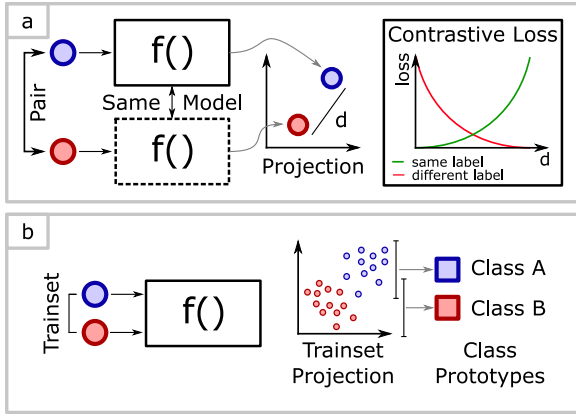 a
Pair
f()
Same Model
f()
d
Projection
Contrastive Loss
loss
d
same label
different label
b
Trainset
f()
Trainset
Projection
Class A
Class B
Class
Prototypes